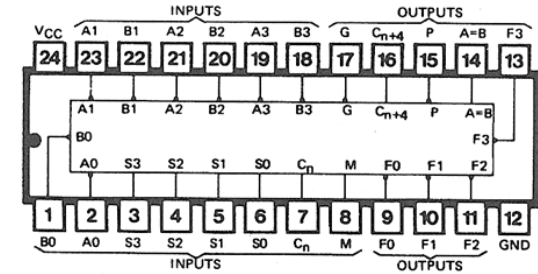 INPUTS OUTPUTS
VCC A1 B1 A2 B2 A3 B3 G Cn+4 P A=B F3
24 23 22 21 20 19 18 17 16 15 14 13
A1 B1 A2 B2 A3 B3 G Cn+4 P A=B
B0 F3
A0 S3 S2 S1 S0 Cn M F0 F1 F2
1 2 3 4 5 6 7 8 9 10 11 12
B0 A0 S3 S2 S1 S0 Cn M F0 F1 F2 GND
INPUTS OUTPUTS